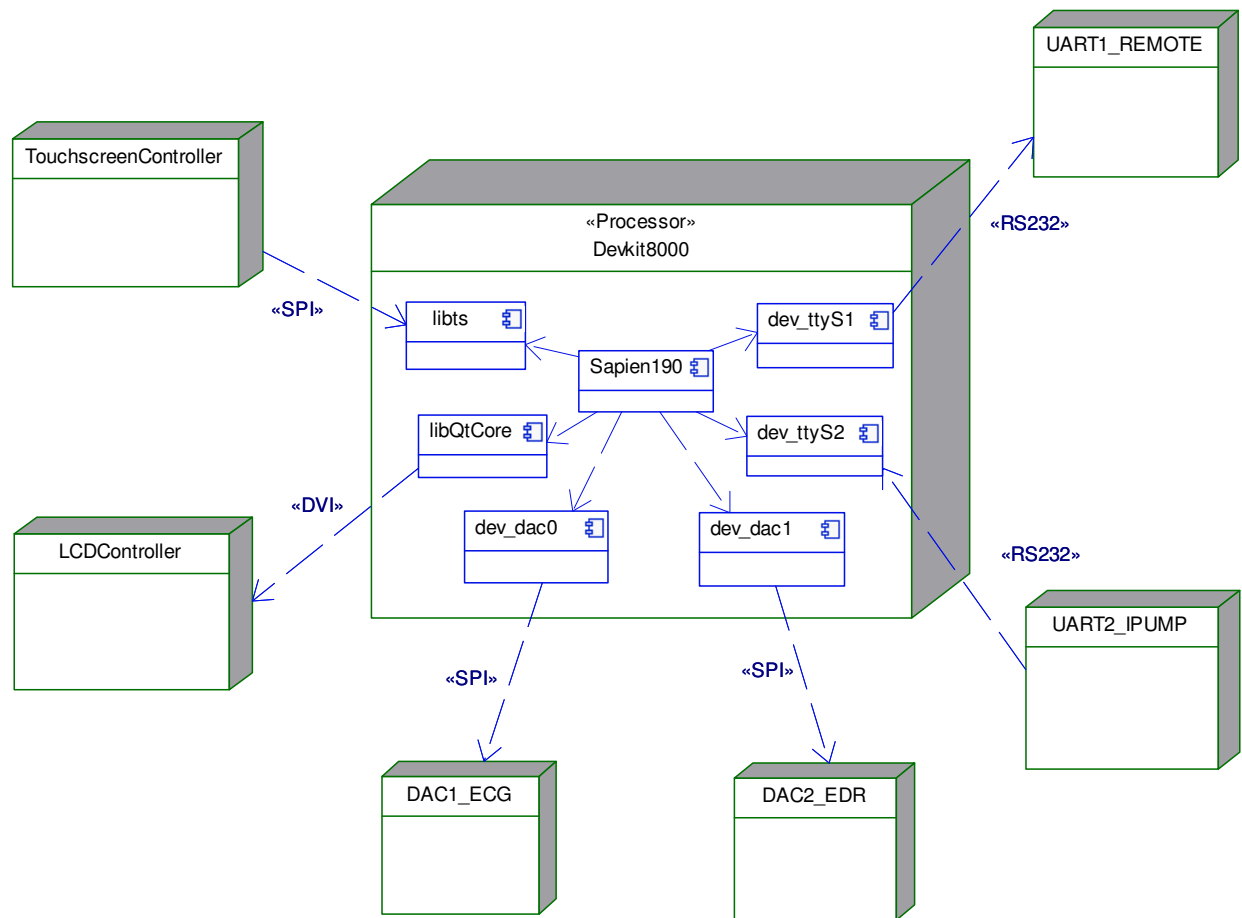 UART1_REMOTE
TouchscreenController
«Processor»
Devkit8000
«RS232»
«SPI»
libts
dev_ttyS1
Sapien190
libQtCore
dev_ttyS2
«DVI»
dev_dac0
dev_dac1
LCDController
«RS232»
UART2_IPUMP
«SPI»
«SPI»
DAC1_ECG
DAC2_EDR